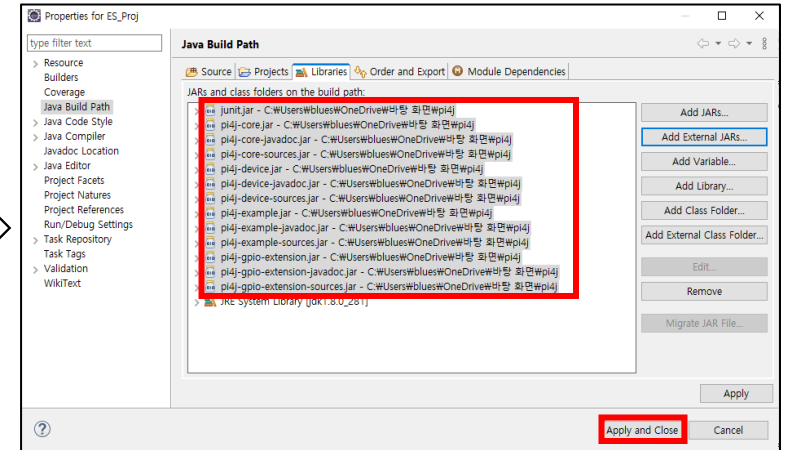 Properties for ES_Proj
type filter text
Resource
Builders
Coverage
Java Build Path
Java Code Style
Java Compiler
Javadoc Location
Java Editor
Project Facets
Project Natures
Project References
Run/Debug Settings
Task Repository
Task Tags
Validation
WikiText
Java Build Path
Source Projects Libraries Order and Export Module Dependencies
JARs and class folders on the build path:
junit.jar - C:₩Users₩blues₩OneDrive₩바탕 화면₩pi4j
pi4j-core.jar - C:₩Users₩blues₩OneDrive₩바탕 화면₩pi4j
pi4j-core-javadoc.jar - C:₩Users₩blues₩OneDrive₩바탕 화면₩pi4j
pi4j-core-sources.jar - C:₩Users₩blues₩OneDrive₩바탕 화면₩pi4j
pi4j-device.jar - C:₩Users₩blues₩OneDrive₩바탕 화면₩pi4j
pi4j-device-javadoc.jar - C:₩Users₩blues₩OneDrive₩바탕 화면₩pi4j
pi4j-device-sources.jar - C:₩Users₩blues₩OneDrive₩바탕 화면₩pi4j
pi4j-example.jar - C:₩Users₩blues₩OneDrive₩바탕 화면₩pi4j
pi4j-example-javadoc.jar - C:₩Users₩blues₩OneDrive₩바탕 화면₩pi4j
pi4j-example-sources.jar - C:₩Users₩blues₩OneDrive₩바탕 화면₩pi4j
pi4j-gpio-extension.jar - C:₩Users₩blues₩OneDrive₩바탕 화면₩pi4j
pi4j-gpio-extension-javadoc.jar - C:₩Users₩blues₩OneDrive₩바탕 화면₩pi4j
pi4j-gpio-extension-sources.jar - C:₩Users₩blues₩OneDrive₩바탕 화면₩pi4j
JRE System Library [jdk1.8.0_281]
Add JARs...
Add External JARs...
Add Variable...
Add Library...
Add Class Folder...
Add External Class Folder...
Edit...
Remove
Migrate JAR File...
Apply
Apply and Close
Cancel